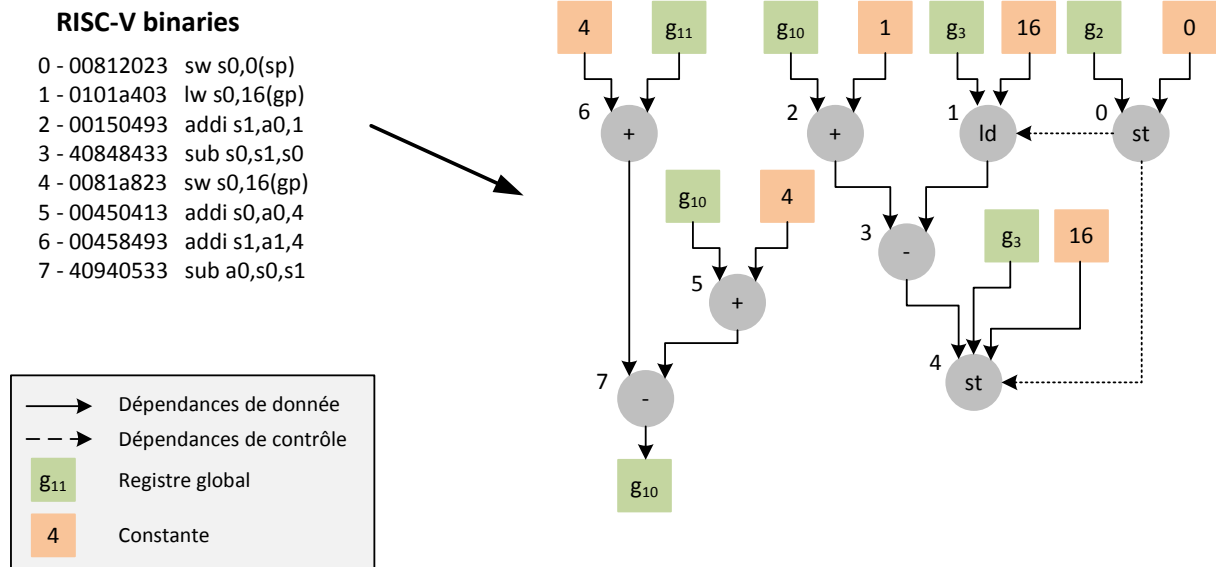 RISC-V binaries
0 - 00812023 sw s0,0(sp)
1 - 0101a403 lw s0,16(gp)
2 - 00150493 addi s1,a0,1
3 - 40848433 sub s0,s1,s0
4 - 0081a823 sw s0,16(gp)
5 - 00450413 addi s0,a0,4
6 - 00458493 addi s1,a1,4
7 - 40940533 sub a0,s0,s1
4 g11 g10 1 g3 16 g2 0
6 + 2 + 1 ld 0 st
g10 4
3 - g3 16
5 +
4 st
7 -
g10
Dépendances de donnée
Dépendances de contrôle
g11 Registre global
4 Constante